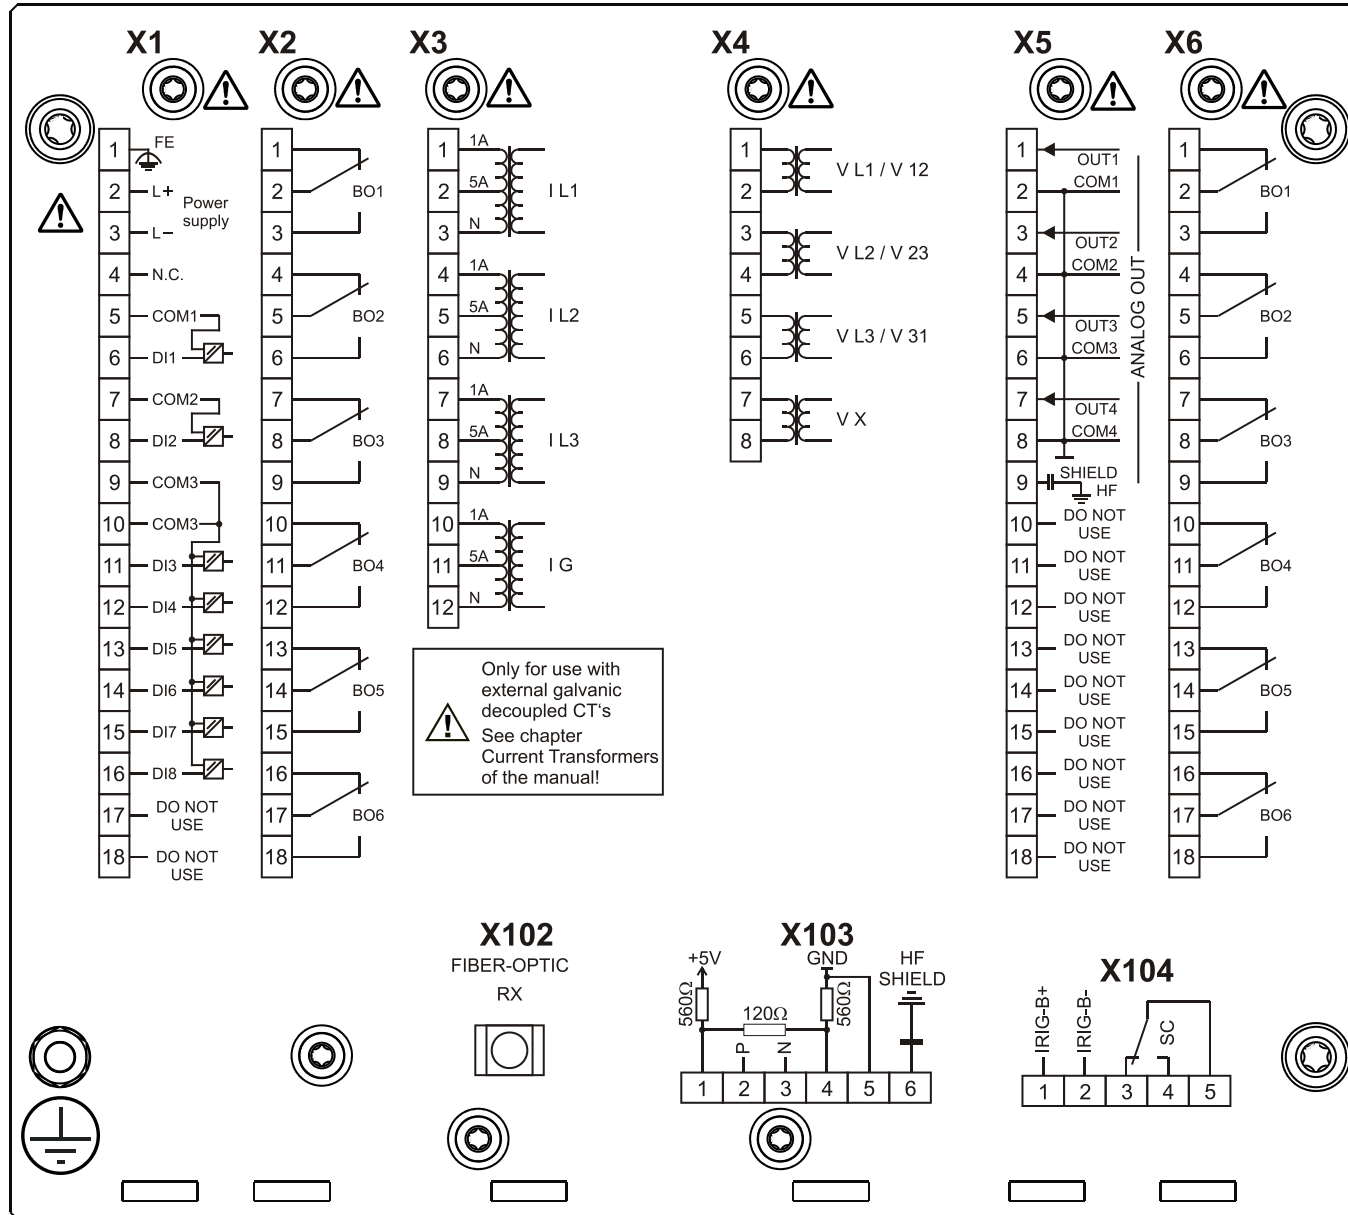 X1
X2
X3
X4
X5
X6
1 FE
2 L+
Power
supply
3 L–
4 N.C.
5 COM1
6 DI1
7 COM2
8 DI2
9 COM3
10 COM3
11 DI3
12 DI4
13 DI5
14 DI6
15 DI7
16 DI8
17 DO NOT
USE
18 DO NOT
USE
1
2 BO1
3
4
5 BO2
6
7
8 BO3
9
10
11 BO4
12
13
14 BO5
15
16
17 BO6
18
1 1A
2 5A I L1
3 N
4 1A
5 5A I L2
6 N
7 1A
8 5A I L3
9 N
10 1A
11 5A I G
12 N
Only for use with
external galvanic
decoupled CT's
See chapter
Current Transformers
of the manual!
1
V L1 / V 12
2
3
V L2 / V 23
4
5
V L3 / V 31
6
7
V X
8
1 OUT1
2 COM1
3 OUT2
4 COM2
5 OUT3
6 COM3
7 OUT4
8 COM4
ANALOG OUT
9 SHIELD
HF
10 DO NOT
USE
11 DO NOT
USE
12 DO NOT
USE
13 DO NOT
USE
14 DO NOT
USE
15 DO NOT
USE
16 DO NOT
USE
17 DO NOT
USE
18 DO NOT
USE
1
2 BO1
3
4
5 BO2
6
7
8 BO3
9
10
11 BO4
12
13
14 BO5
15
16
17 BO6
18
X102
FIBER-OPTIC
RX
X103
+5V
GND
HF
SHIELD
560Ω
120Ω
560Ω
P
N
1 2 3 4 5 6
X104
IRIG-B+
IRIG-B-
SC
1 2 3 4 5